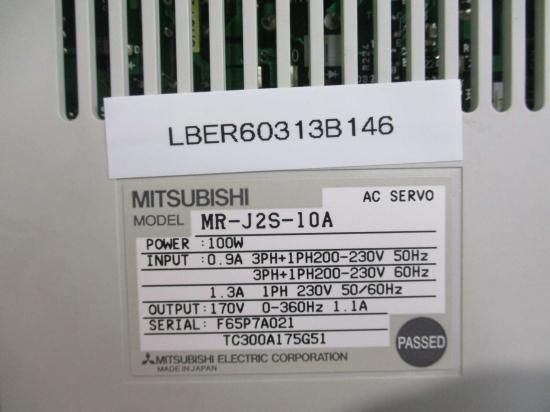 LBER60313B146
MITSUBISHI AC SERVO
MODEL MR-J2S-10A
POWER :100W
INPUT :0.9A 3PH+1PH200-230V 50Hz
3PH+1PH200-230V 60Hz
1.3A 1PH 230V 50/60Hz
OUTPUT:170V 0-360Hz 1.1A
SERIAL: F65P7A021
TC300A175G51
PASSED
MITSUBISHI ELECTRIC CORPORATION
MADE IN JAPAN